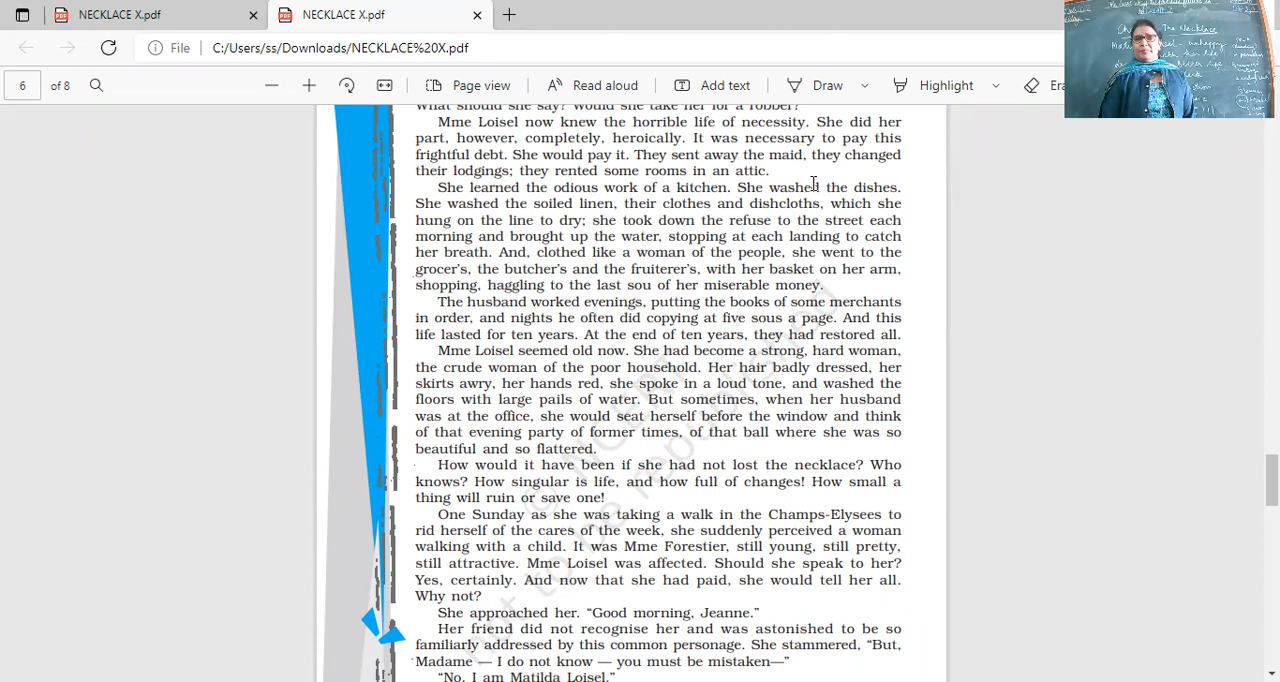 NECKLACE X.pdf
NECKLACE X.pdf
File C:/Users/ss/Downloads/NECKLACE%20X.pdf
6 of 8 Page view Read aloud Add text Draw Highlight Era
What should she say? Would she take her for a robber?
Mme Loisel now knew the horrible life of necessity. She did her
part, however, completely, heroically. It was necessary to pay this
frightful debt. She would pay it. They sent away the maid, they changed
their lodgings; they rented some rooms in an attic.
She learned the odious work of a kitchen. She washed the dishes.
She washed the soiled linen, their clothes and dishcloths, which she
hung on the line to dry; she took down the refuse to the street each
morning and brought up the water, stopping at each landing to catch
her breath. And, clothed like a woman of the people, she went to the
grocer's, the butcher's and the fruiterer's, with her basket on her arm,
shopping, haggling to the last sou of her miserable money.
The husband worked evenings, putting the books of some merchants
in order, and nights he often did copying at five sous a page. And this
life lasted for ten years. At the end of ten years, they had restored all.
Mme Loisel seemed old now. She had become a strong, hard woman,
the crude woman of the poor household. Her hair badly dressed, her
skirts awry, her hands red, she spoke in a loud tone, and washed the
floors with large pails of water. But sometimes, when her husband
was at the office, she would seat herself before the window and think
of that evening party of former times, of that ball where she was so
beautiful and so flattered.
How would it have been if she had not lost the necklace? Who
knows? How singular is life, and how full of changes! How small a
thing will ruin or save one!
One Sunday as she was taking a walk in the Champs-Elysees to
rid herself of the cares of the week, she suddenly perceived a woman
walking with a child. It was Mme Forestier, still young, still pretty,
still attractive. Mme Loisel was affected. Should she speak to her?
Yes, certainly. And now that she had paid, she would tell her all.
Why not?
She approached her. “Good morning, Jeanne.”
Her friend did not recognise her and was astonished to be so
familiarly addressed by this common personage. She stammered, “But,
Madame — I do not know — you must be mistaken—”
“No, I am Matilda Loisel.”
© NCERT
not to be republished
The Necklace
unhappy